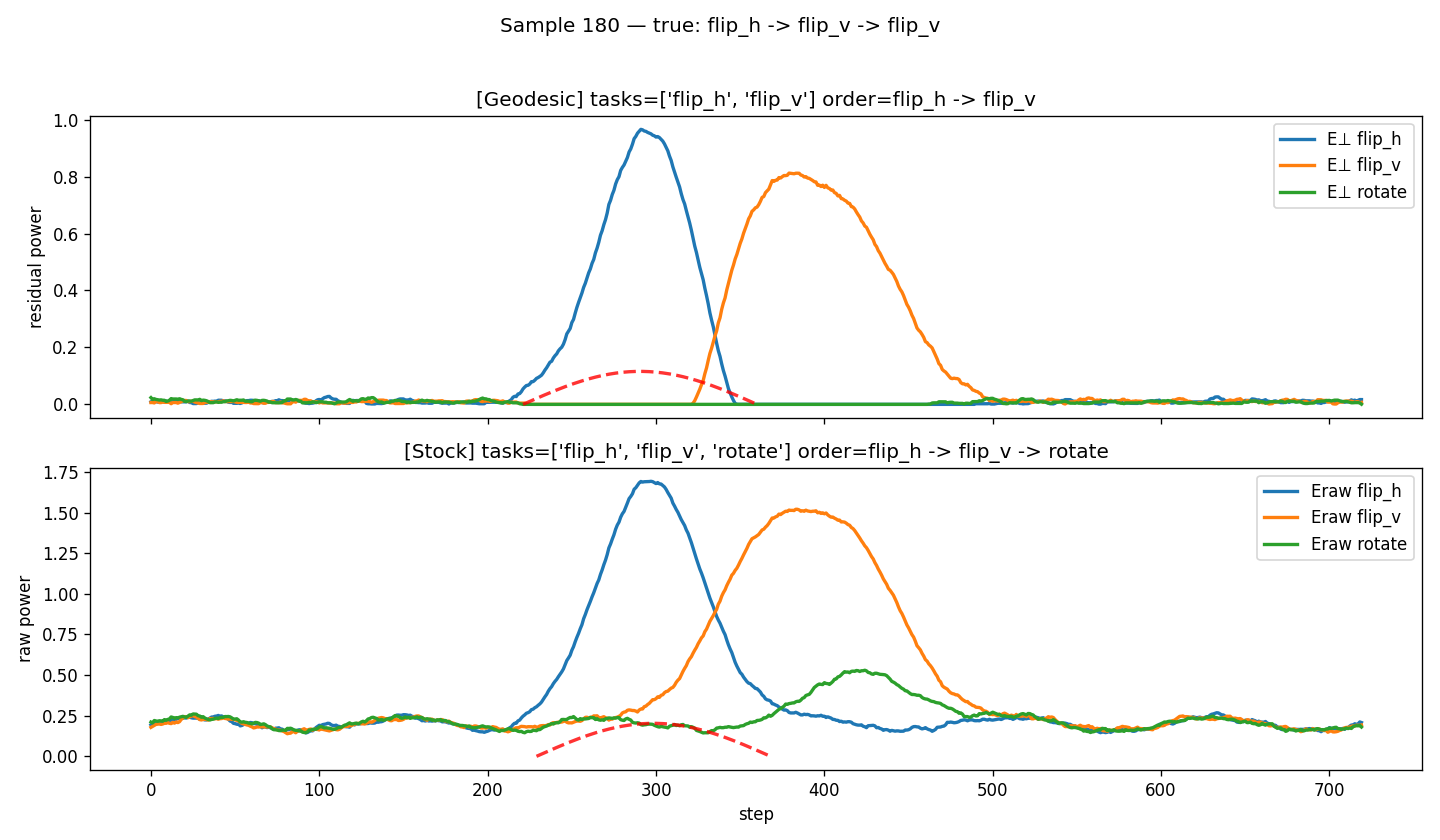 Sample 180 — true: flip_h -> flip_v -> flip_v
[Geodesic] tasks=['flip_h', 'flip_v'] order=flip_h -> flip_v
1.0
0.8
0.6
0.4
0.2
0.0
residual power
E⊥ flip_h
E⊥ flip_v
E⊥ rotate
[Stock] tasks=['flip_h', 'flip_v', 'rotate'] order=flip_h -> flip_v -> rotate
1.75
1.50
1.25
1.00
0.75
0.50
0.25
0.00
raw power
Eraw flip_h
Eraw flip_v
Eraw rotate
0 100 200 300 400 500 600 700
step